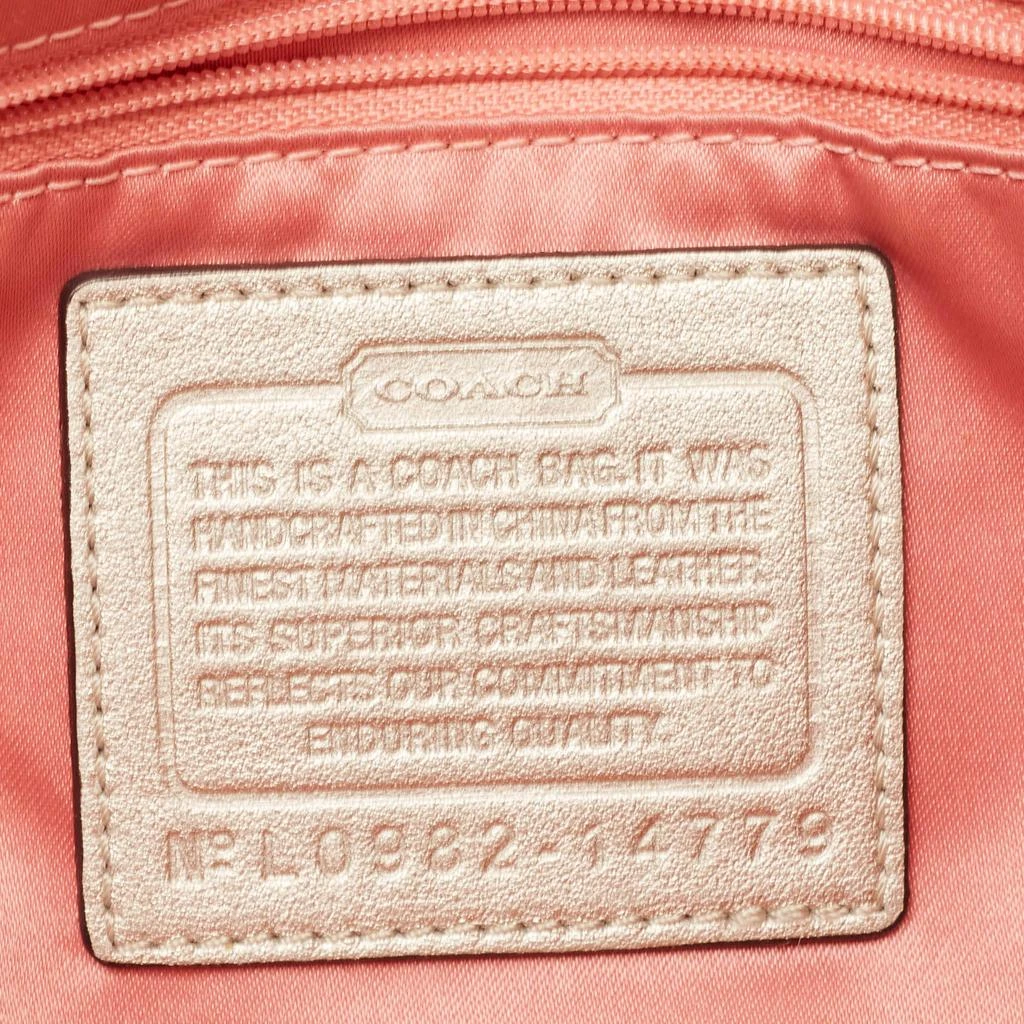 COACH
THIS IS A COACH BAG. IT WAS
HANDCRAFTED IN CHINA FROM THE
FINEST MATERIALS AND LEATHER.
ITS SUPERIOR CRAFTSMANSHIP
REFLECTS OUR COMMITMENT TO
ENDURING QUALITY.
Nº L0982-14779